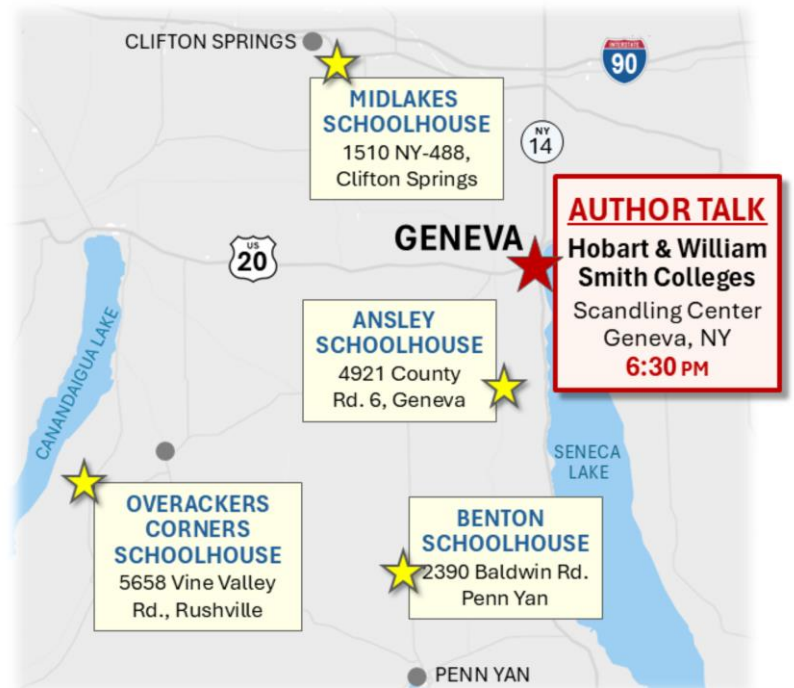 CLIFTON SPRINGS
INTERSTATE
90
MIDLAKES
SCHOOLHOUSE
1510 NY-488,
Clifton Springs
NY
14
AUTHOR TALK
Hobart & William
Smith Colleges
Scandling Center
Geneva, NY
6:30 PM
GENEVA
US
20
ANSLEY
SCHOOLHOUSE
4921 County
Rd. 6, Geneva
CANANDAIGUA LAKE
SENECA
LAKE
OVERACKERS
CORNERS
SCHOOLHOUSE
5658 Vine Valley
Rd., Rushville
BENTON
SCHOOLHOUSE
2390 Baldwin Rd.
Penn Yan
PENN YAN